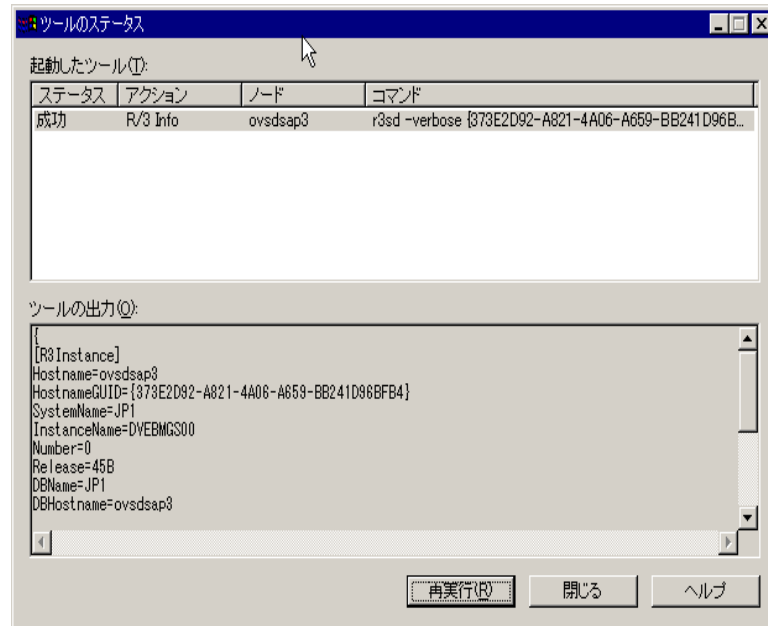 ツールのステータス
起動したツール(T):
ステータス アクション ノード コマンド
成功 R/3 Info ovsdsap3 r3sd -verbose {373E2D92-A821-4A06-A659-BB241D96B...
ツールの出力(O):
{
[R3Instance]
Hostname=ovsdsap3
HostnameGUID={373E2D92-A821-4A06-A659-BB241D96BFB4}
SystemName=JP1
InstanceName=DVEBMGS00
Number=0
Release=45B
DBName=JP1
DBHostname=ovsdsap3
再実行(R) 閉じる ヘルプ